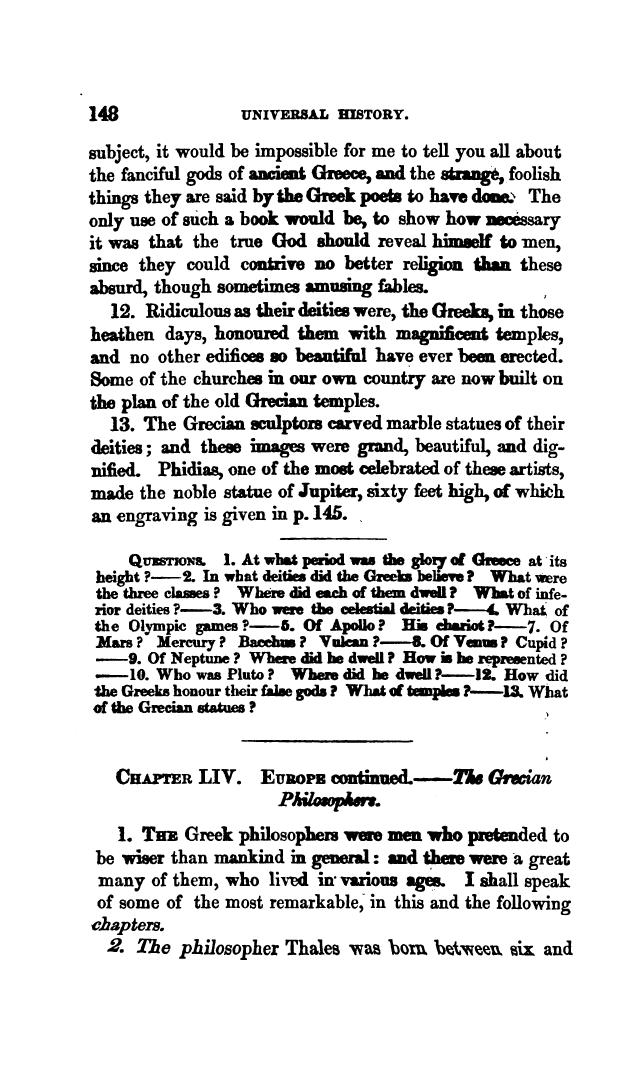 148 UNIVERSAL HISTORY.
subject, it would be impossible for me to tell you all about
the fanciful gods of ancient Greece, and the strange, foolish
things they are said by the Greek poets to have done. The
only use of such a book would be, to show how necessary
it was that the true God should reveal himself to men,
since they could contrive no better religion than these
absurd, though sometimes amusing fables.
12. Ridiculous as their deities were, the Greeks, in those
heathen days, honoured them with magnificent temples,
and no other edifices so beautiful have ever been erected.
Some of the churches in our own country are now built on
the plan of the old Grecian temples.
13. The Grecian sculptors carved marble statues of their
deities; and these images were grand, beautiful, and dig-
nified. Phidias, one of the most celebrated of these artists,
made the noble statue of Jupiter, sixty feet high, of which
an engraving is given in p. 145.
QUESTIONS. 1. At what period was the glory of Greece at its
height?——2. In what deities did the Greeks believe? What were
the three classes? Where did each of them dwell? What of infe-
rior deities?——3. Who were the celestial deities?——4. What of
the Olympic games?——5. Of Apollo? His chariot?——7. Of
Mars? Mercury? Bacchus? Vulcan?——8. Of Venus? Cupid?
——9. Of Neptune? Where did he dwell? How is he represented?
——10. Who was Pluto? Where did he dwell?——12. How did
the Greeks honour their false gods? What of temples?——13. What
of the Grecian statues?
CHAPTER LIV. EUROPE continued.——The Grecian
Philosophers.
1. THE Greek philosophers were men who pretended to
be wiser than mankind in general: and there were a great
many of them, who lived in various ages. I shall speak
of some of the most remarkable, in this and the following
chapters.
2. The philosopher Thales was born between six and